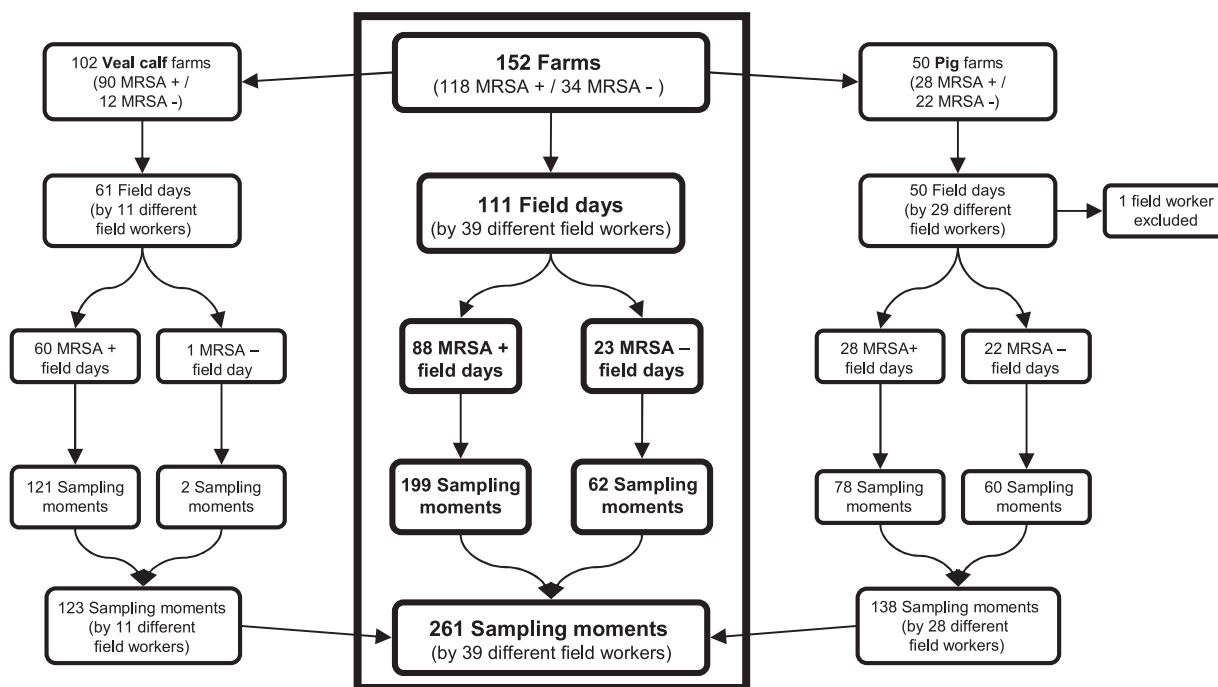 102 Veal calf farms
(90 MRSA + /
12 MRSA -)
152 Farms
(118 MRSA + / 34 MRSA - )
50 Pig farms
(28 MRSA + /
22 MRSA -)
61 Field days
(by 11 different
field workers)
111 Field days
(by 39 different field workers)
50 Field days
(by 29 different
field workers)
1 field worker
excluded
60 MRSA +
field days
1 MRSA –
field day
88 MRSA +
field days
23 MRSA –
field days
28 MRSA+
field days
22 MRSA –
field days
121 Sampling
moments
2 Sampling
moments
199 Sampling
moments
62 Sampling
moments
78 Sampling
moments
60 Sampling
moments
123 Sampling moments
(by 11 different
field workers)
261 Sampling moments
(by 39 different field workers)
138 Sampling moments
(by 28 different
field workers)